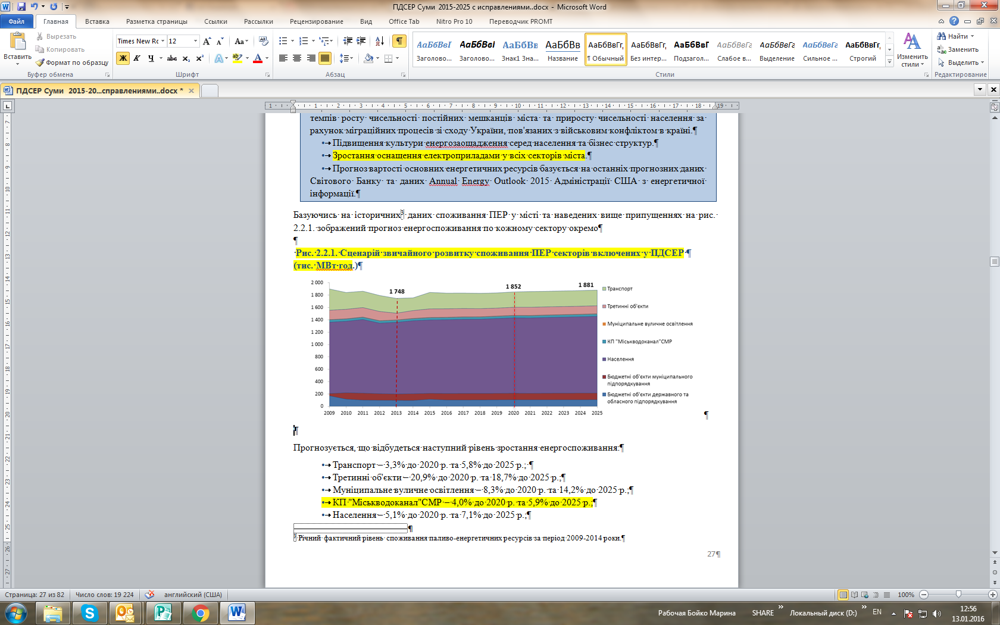 ПДСЕР Суми 2015-2025 с исправлениями..docx - Microsoft Word
Файл Главная Вставка Разметка страницы Ссылки Рассылки Рецензирование Вид Office Tab Nitro Pro 10 Переводчик PROMT
Вставить
Вырезать
Копировать
Формат по образцу
Буфер обмена
Times New Rc 12
Шрифт
Абзац
АаБбВвГ АаБбВвI АаБбВв АаБбВв АаБбВвГг, АаБбВвГг, АаБбВвГ АаБбВвГг АаБбВвГг АаБбВвГг АаБбВвГг,
Заголово... Заголово... Знак1 Зна... Название ¶ Обычный Без интер... Подзагол... Слабое в... Выделение Сильное ... Строгий
Стили
Изменить стили
Найти
Заменить
Выделить
Редактирование
ПДСЕР Суми 2015-20...справлениями..docx *
темпів росту чисельності постійних мешканців міста та приросту чисельності населення за
рахунок міграційних процесів зі сходу України, пов'язаних з військовим конфліктом в країні.¶
• Підвищення культури енергозаощадження серед населення та бізнес структур.¶
• Зростання оснащення електроприладами у всіх секторів міста.¶
• Прогноз вартості основних енергетичних ресурсів базується на останніх прогнозних даних
Світового Банку та даних Annual Energy Outlook 2015 Адміністрації США з енергетичної
інформації.¶
Базуючись на історичних³ даних споживання ПЕР у місті та наведених вище припущеннях на рис.
2.2.1. зображений прогноз енергоспоживання по кожному сектору окремо¶
¶
Рис. 2.2.1. Сценарій звичайного розвитку споживання ПЕР секторів включених у ПДСЕР ¶
(тис. МВт·год.)¶
2 000
1 800
1 600
1 400
1 200
1 000
800
600
400
200
0
1 748
1 852
1 881
2009 2010 2011 2012 2013 2014 2015 2016 2017 2018 2019 2020 2021 2022 2023 2024 2025
Транспорт
Третинні об'єкти
Муніципальне вуличне освітлення
КП "Міськводоканал"СМР
Населення
Бюджетні об'єкти муніципального
підпорядкування
Бюджетні об'єкти державного та
обласного підпорядкування
¶
¶
Прогнозується, що відбудеться наступний рівень зростання енергоспоживання:¶
• Транспорт – 3,3% до 2020 р. та 5,8% до 2025 р.; ¶
• Третинні об'єкти – 20,9% до 2020 р. та 18,7% до 2025 р.;¶
• Муніципальне вуличне освітлення – 8,3% до 2020 р. та 14,2% до 2025 р.;¶
• КП "Міськводоканал"СМР – 4,0% до 2020 р. та 5,9% до 2025 р.;¶
• Населення – 5,1% до 2020 р. та 7,1% до 2025 р.;¶
¶
³ Річний фактичний рівень споживання паливо-енергетичних ресурсів за період 2009-2014 роки.¶
27¶
Страница: 27 из 82 Число слов: 19 224 английский (США) 100%
Рабочая Бойко Марина SHARE Локальный диск (D:) EN 12:56
13.01.2016